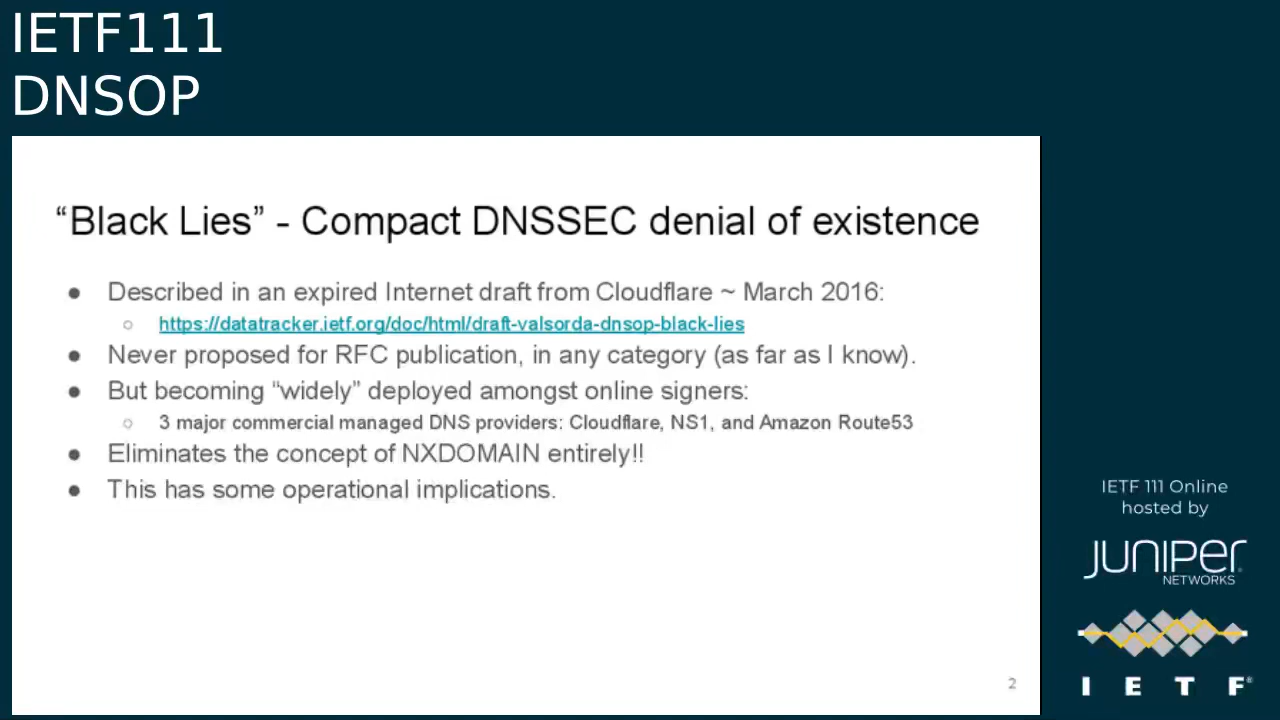 IETF111
DNSOP
“Black Lies” - Compact DNSSEC denial of existence
● Described in an expired Internet draft from Cloudflare ~ March 2016:
○ https://datatracker.ietf.org/doc/html/draft-valsorda-dnsop-black-lies
● Never proposed for RFC publication, in any category (as far as I know).
● But becoming “widely” deployed amongst online signers:
○ 3 major commercial managed DNS providers: Cloudflare, NS1, and Amazon Route53
● Eliminates the concept of NXDOMAIN entirely!!
● This has some operational implications.
2
IETF 111 Online
hosted by
JUNIPER
NETWORKS
I E T F®